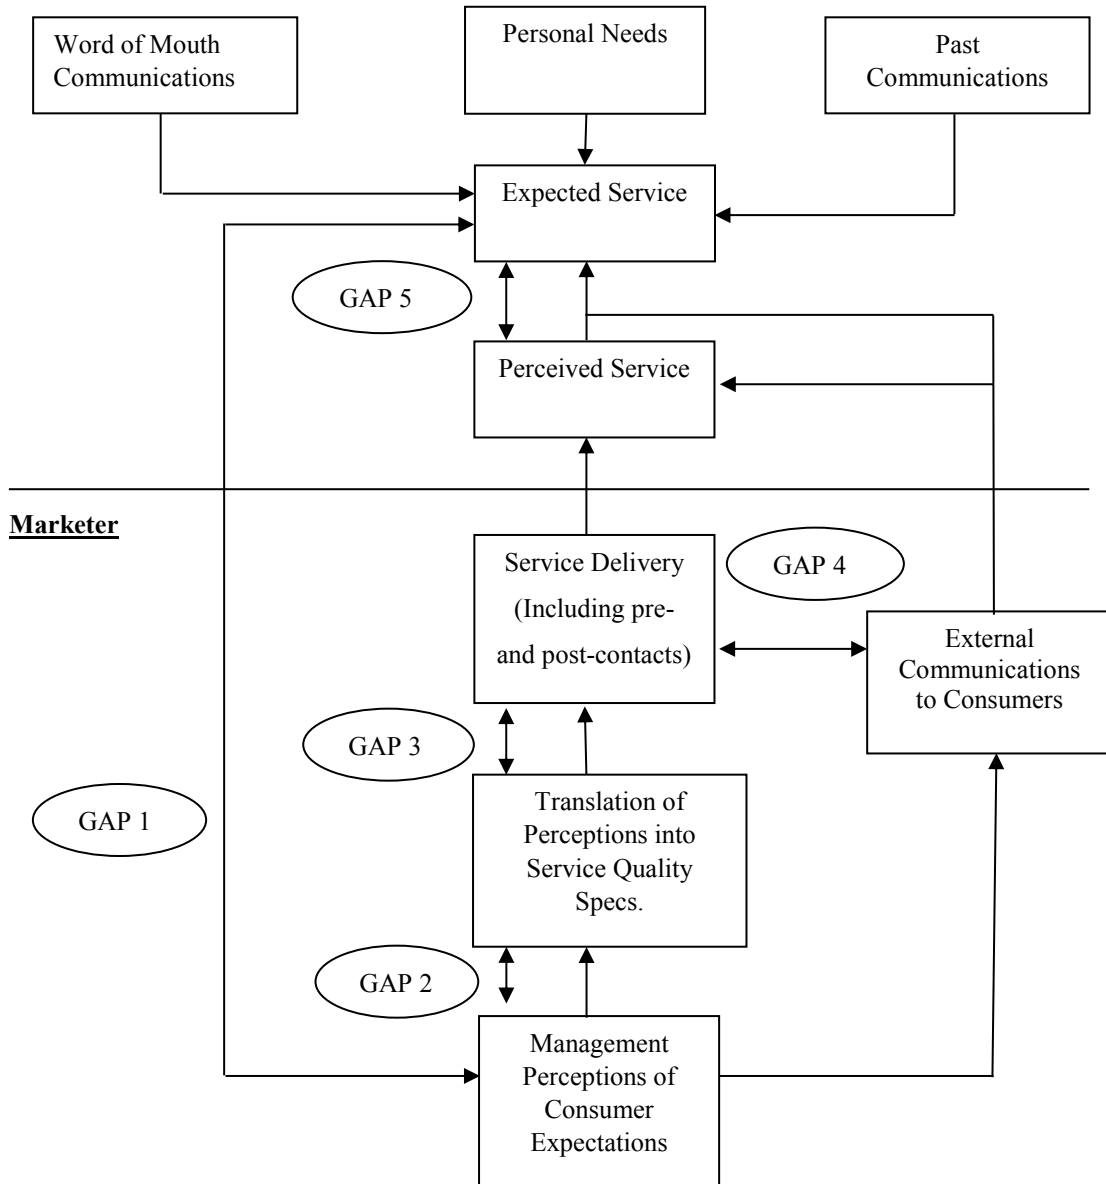 Word of Mouth
Communications
Personal Needs
Past
Communications
Expected Service
GAP 5
Perceived Service
Marketer
Service Delivery
(Including pre-
and post-contacts)
GAP 4
External
Communications
to Consumers
GAP 3
GAP 1
Translation of
Perceptions into
Service Quality
Specs.
GAP 2
Management
Perceptions of
Consumer
Expectations